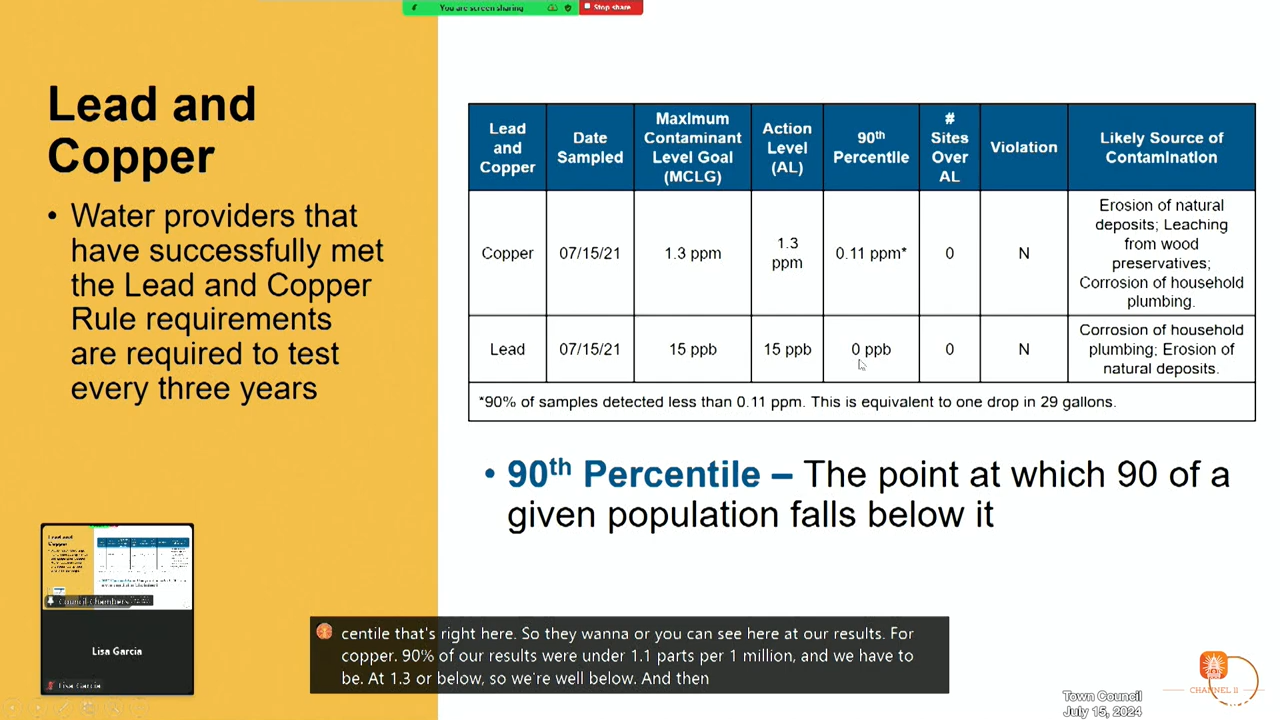 You are screen sharing
Stop share
Lead and
Copper
• Water providers that
have successfully met
the Lead and Copper
Rule requirements
are required to test
every three years
Lead and Copper
Date Sampled
Maximum Contaminant Level Goal (MCLG)
Action Level (AL)
90th Percentile
# Sites Over AL
Violation
Likely Source of Contamination
Copper
07/15/21
1.3 ppm
1.3 ppm
0.11 ppm*
0
N
Erosion of natural
deposits; Leaching
from wood
preservatives;
Corrosion of household
plumbing.
Lead
07/15/21
15 ppb
15 ppb
0 ppb
0
N
Corrosion of household
plumbing; Erosion of
natural deposits.
*90% of samples detected less than 0.11 ppm. This is equivalent to one drop in 29 gallons.
• 90th Percentile – The point at which 90 of a
given population falls below it
Lead and
Copper
Council Chambers
Lisa Garcia
Lisa Garcia
centile that's right here. So they wanna or you can see here at our results. For
copper. 90% of our results were under 1.1 parts per 1 million, and we have to
be. At 1.3 or below, so we're well below. And then
CHANNEL 11
Town Council
July 15, 2024